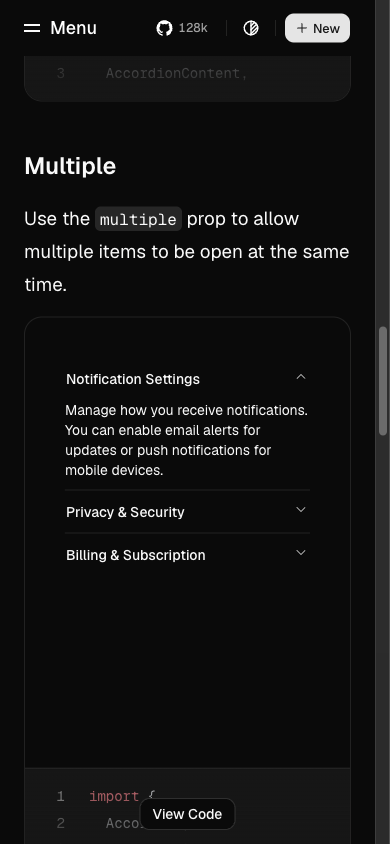 Menu
128k
+ New
3 AccordionContent,
Multiple
Use the multiple prop to allow
multiple items to be open at the same
time.
Notification Settings
Manage how you receive notifications.
You can enable email alerts for
updates or push notifications for
mobile devices.
Privacy & Security
Billing & Subscription
1 import {
2 Acco
View Code